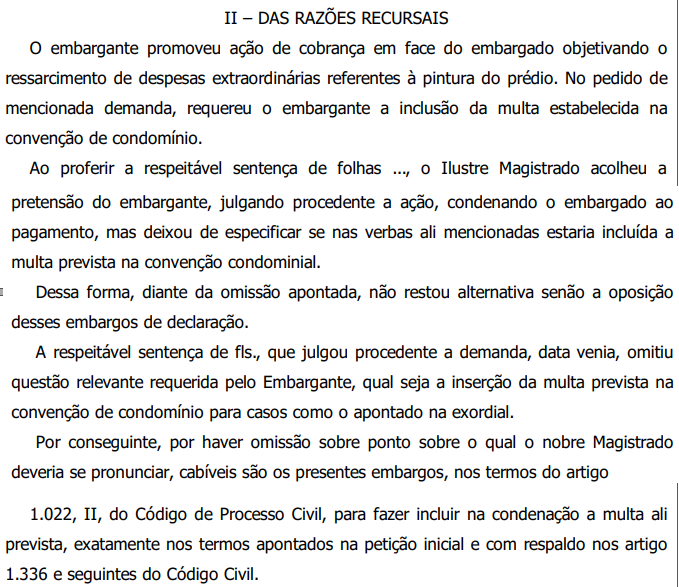 II – DAS RAZÕES RECURSAIS
O embargante promoveu ação de cobrança em face do embargado objetivando o
ressarcimento de despesas extraordinárias referentes à pintura do prédio. No pedido de
mencionada demanda, requereu o embargante a inclusão da multa estabelecida na
convenção de condomínio.
Ao proferir a respeitável sentença de folhas ..., o Ilustre Magistrado acolheu a
pretensão do embargante, julgando procedente a ação, condenando o embargado ao
pagamento, mas deixou de especificar se nas verbas ali mencionadas estaria incluída a
multa prevista na convenção condominial.
Dessa forma, diante da omissão apontada, não restou alternativa senão a oposição
desses embargos de declaração.
A respeitável sentença de fls., que julgou procedente a demanda, data venia, omitiu
questão relevante requerida pelo Embargante, qual seja a inserção da multa prevista na
convenção de condomínio para casos como o apontado na exordial.
Por conseguinte, por haver omissão sobre ponto sobre o qual o nobre Magistrado
deveria se pronunciar, cabíveis são os presentes embargos, nos termos do artigo
1.022, II, do Código de Processo Civil, para fazer incluir na condenação a multa ali
prevista, exatamente nos termos apontados na petição inicial e com respaldo nos artigo
1.336 e seguintes do Código Civil.